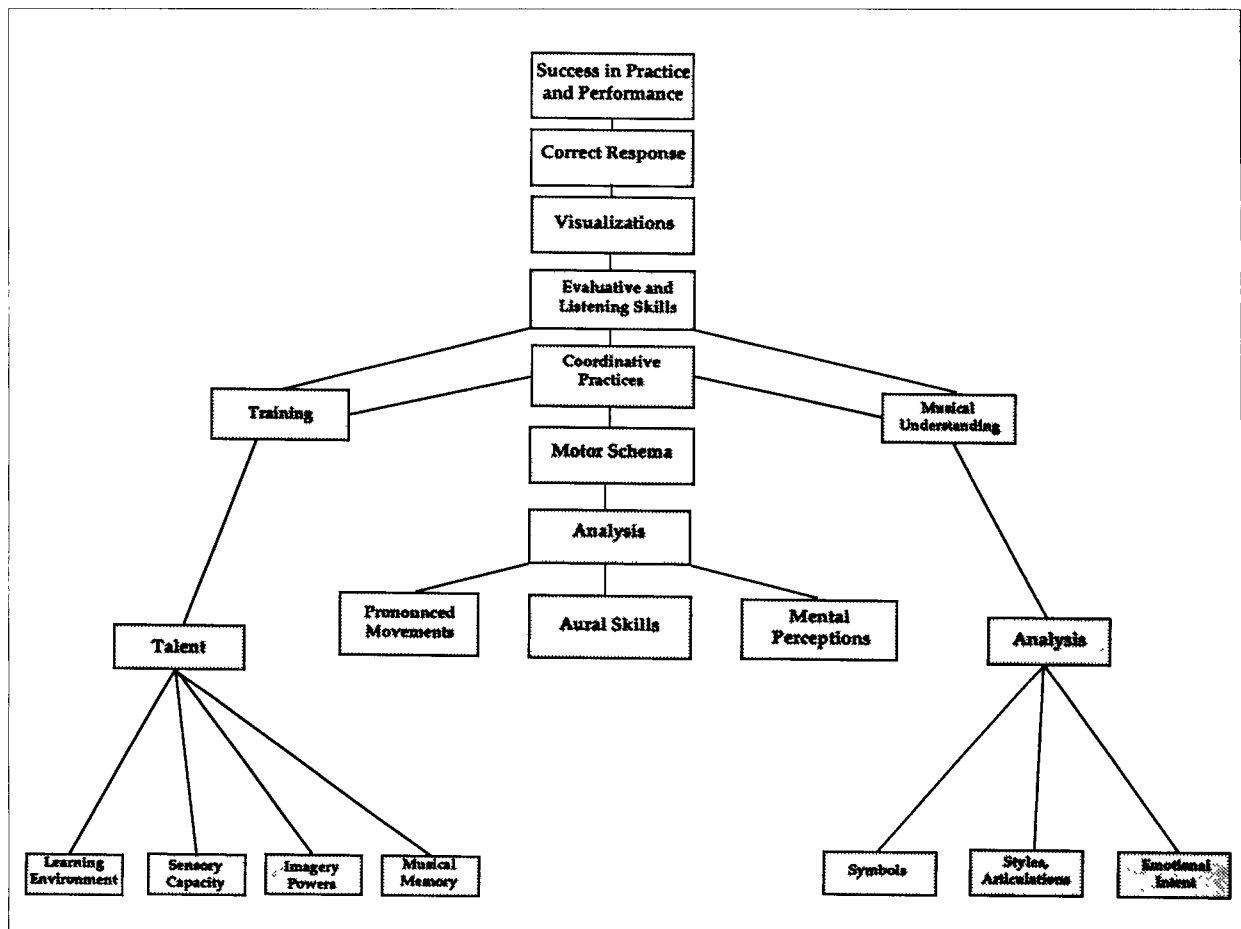 Success in Practice
and Performance
Correct Response
Visualizations
Evaluative and
Listening Skills
Coordinative
Practices
Training
Musical
Understanding
Motor Schema
Analysis
Pronounced
Movements
Aural Skills
Mental
Perceptions
Talent
Analysis
Learning
Environment
Sensory
Capacity
Imagery
Powers
Musical
Memory
Symbols
Styles,
Articulations
Emotional
Intent